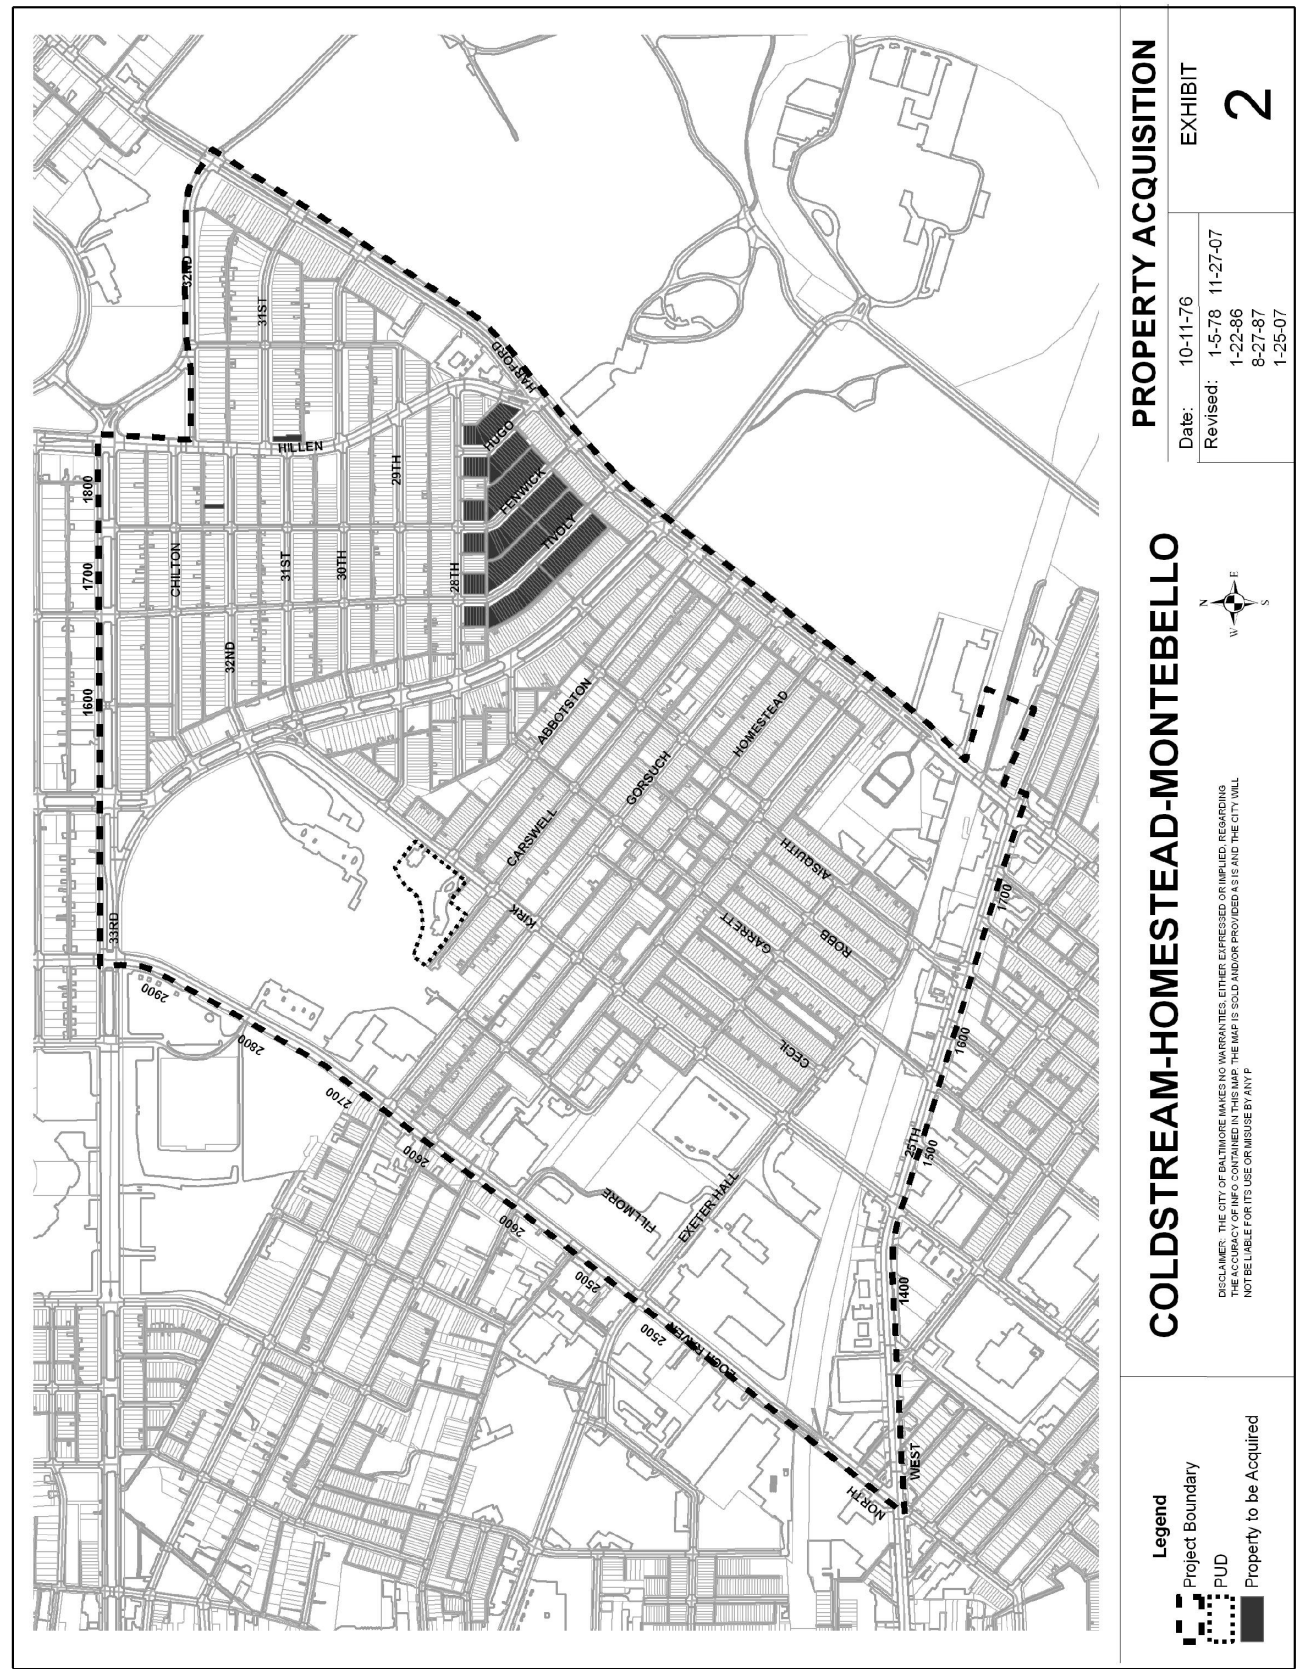 33RD
1600
1700
1800
CHILTON
32ND
32ND
31ST
31ST
30TH
HILLEN
29TH
28TH
HUGO
FENWICK
TIVOLY
HARFORD
ABBOTSTON
CARSWELL
KIRK
GORSUCH
HOMESTEAD
AISQUITH
ROBB
GARRETT
CECIL
EXETER HALL
FILLMORE
2900
2800
2700
2600
2600
2500
2500
LOCH RAVEN
NORTH
WEST
1400
25TH
1500
1600
1700
Legend
Project Boundary
PUD
Property to be Acquired
COLDSTREAM-HOMESTEAD-MONTEBELLO
DISCLAIMER: THE CITY OF BALTIMORE MAKES NO WARRANTIES, EITHER EXPRESSED OR IMPLIED, REGARDING
THE ACCURACY OF INFO CONTAINED IN THIS MAP. THE MAP IS SOLD AND/OR PROVIDED AS IS AND THE CITY WILL
NOT BE LIABLE FOR ITS USE OR MISUSE BY ANY P
N
W E
S
PROPERTY ACQUISITION
Date: 10-11-76
Revised: 1-5-78 11-27-07
1-22-86
8-27-87
1-25-07
EXHIBIT
2